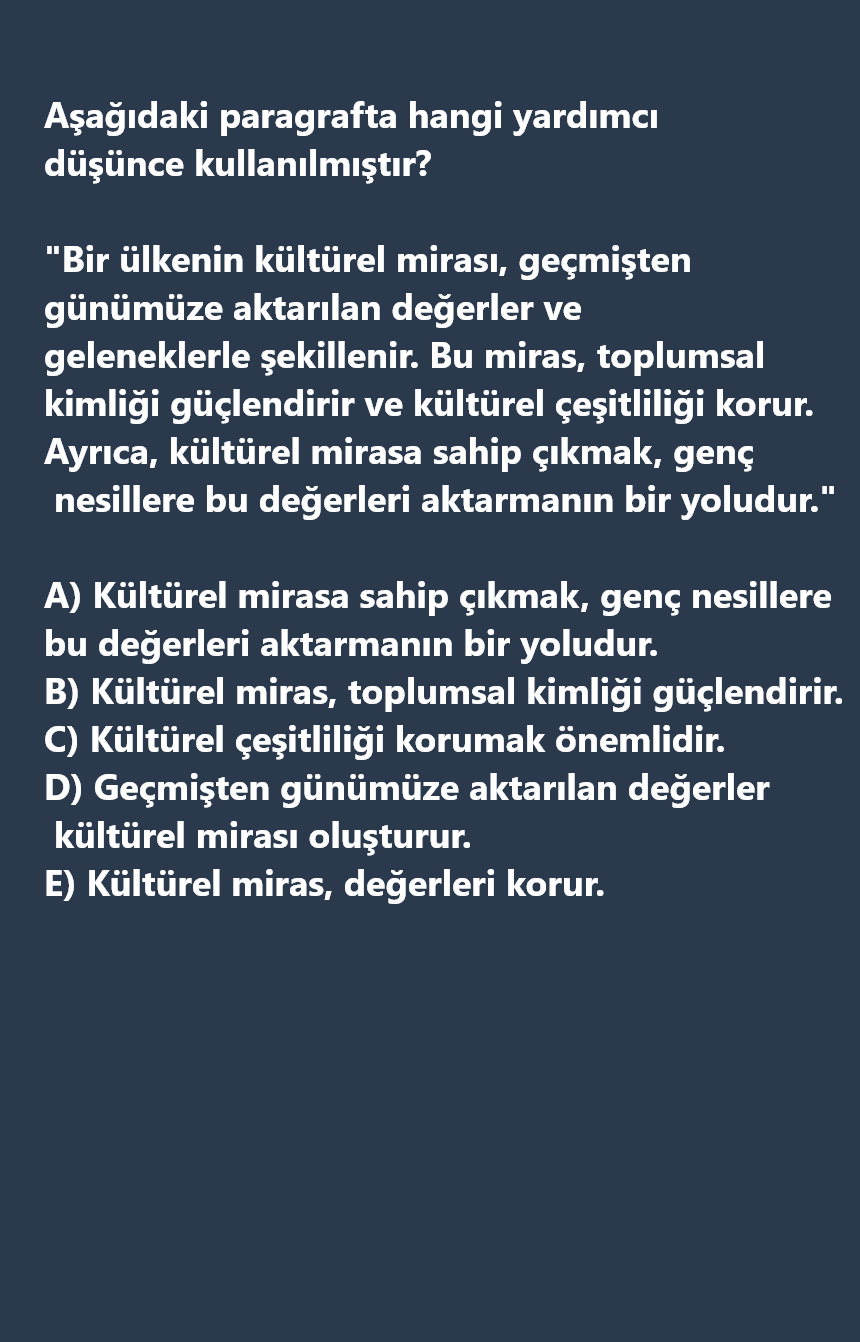 Aşağıdaki paragrafta hangi yardımcı
düşünce kullanılmıştır?
"Bir ülkenin kültürel mirası, geçmişten
günümüze aktarılan değerler ve
geleneklerle şekillenir. Bu miras, toplumsal
kimliği güçlendirir ve kültürel çeşitliliği korur.
Ayrıca, kültürel mirasa sahip çıkmak, genç
nesillere bu değerleri aktarmanın bir yoludur."
A) Kültürel mirasa sahip çıkmak, genç nesillere
bu değerleri aktarmanın bir yoludur.
B) Kültürel miras, toplumsal kimliği güçlendirir.
C) Kültürel çeşitliliği korumak önemlidir.
D) Geçmişten günümüze aktarılan değerler
kültürel mirası oluşturur.
E) Kültürel miras, değerleri korur.